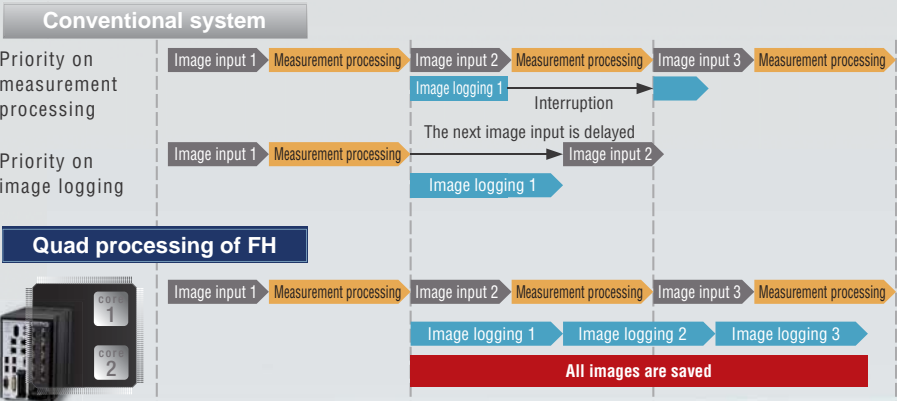 Conventional system
Priority on
measurement
processing
Image input 1 Measurement processing Image input 2 Measurement processing Image input 3 Measurement processing
Image logging 1
Interruption
Priority on
image logging
The next image input is delayed
Image input 1 Measurement processing Image input 2
Image logging 1
Quad processing of FH
core
1
core
2
Image input 1 Measurement processing Image input 2 Measurement processing Image input 3 Measurement processing
Image logging 1 Image logging 2 Image logging 3
All images are saved